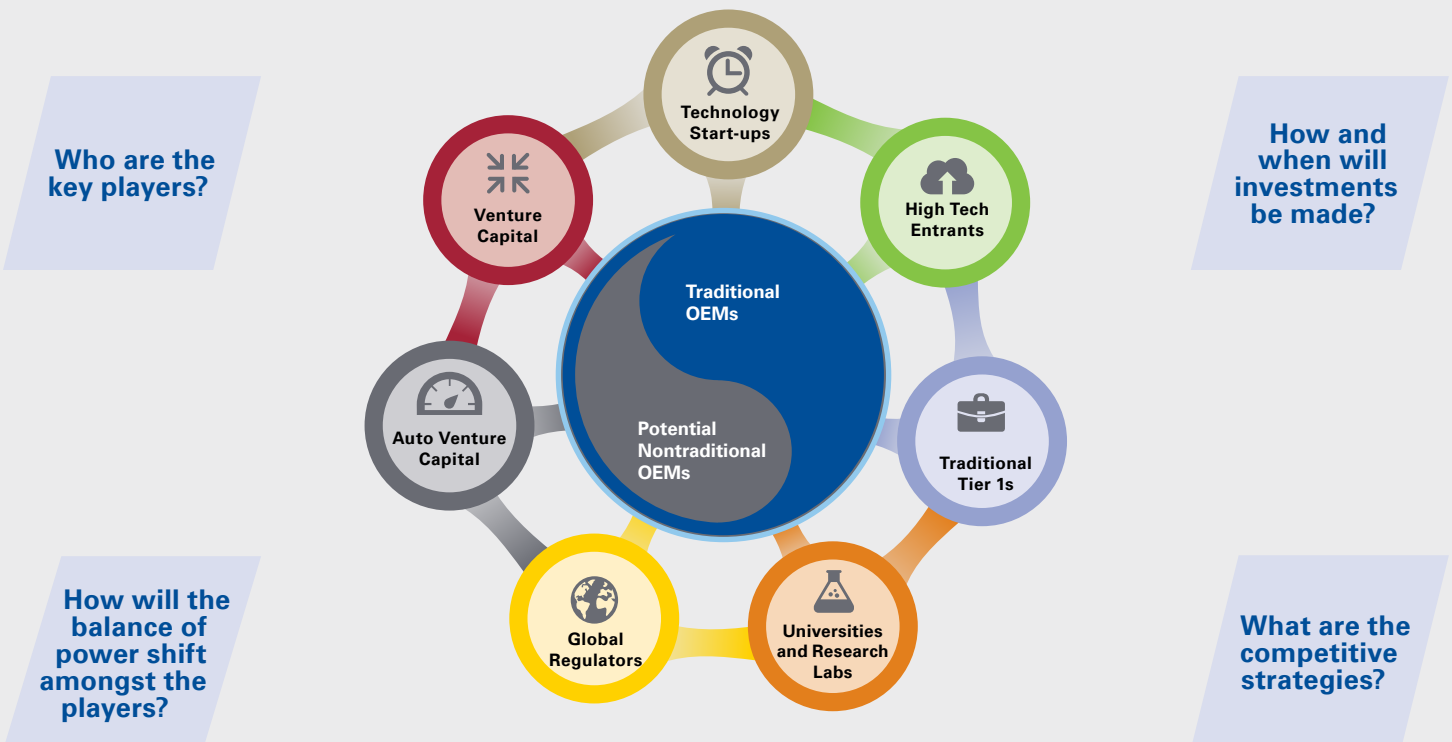 Technology
Start-ups
Who are the
key players?
How and
when will
investments
be made?
Venture
Capital
High Tech
Entrants
Traditional
OEMs
Auto Venture
Capital
Potential
Nontraditional
OEMs
Traditional
Tier 1s
How will the
balance of
power shift
amongst the
players?
Global
Regulators
Universities
and Research
Labs
What are the
competitive
strategies?